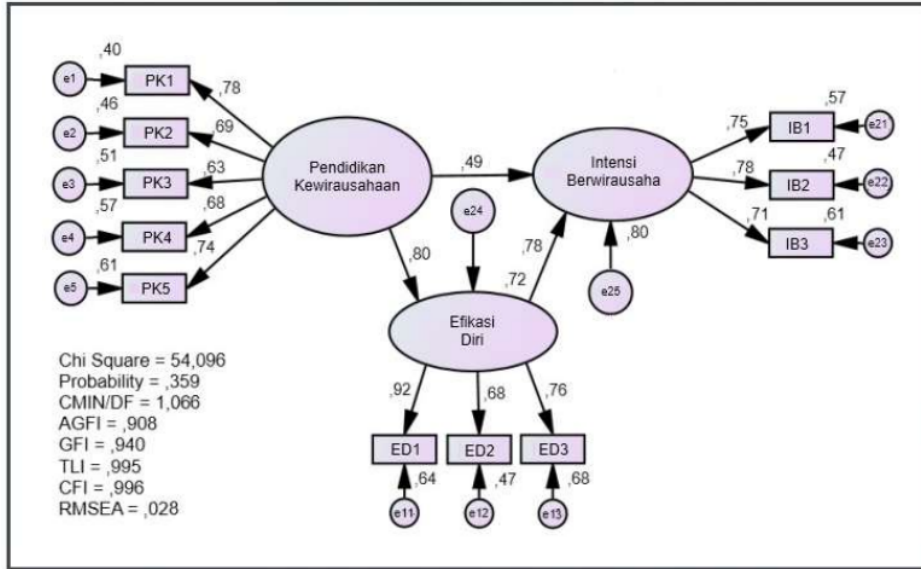 ,40
e1
PK1
,78
,46
e2
PK2
,69
,51
e3
PK3
,63
,57
e4
PK4
,68
,61
e5
PK5
,74
Pendidikan
Kewirausahaan
,49
Intensi
Berwirausaha
,75
IB1
,57
e21
,78
IB2
,47
e22
,71
IB3
,61
e23
e24
,80
,72
,78
,80
e25
Efikasi
Diri
,92
,68
,76
ED1
ED2
ED3
,64
,47
,68
e11
e12
e13
Chi Square = 54,096
Probability = ,359
CMIN/DF = 1,066
AGFI = ,908
GFI = ,940
TLI = ,995
CFI = ,996
RMSEA = ,028